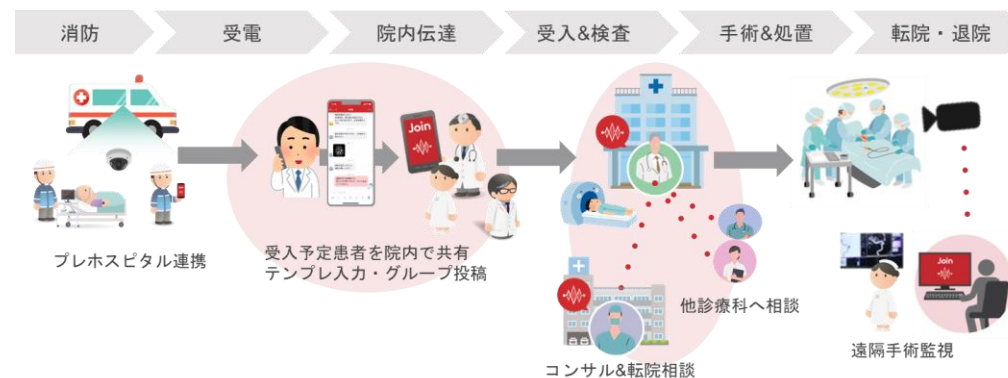 消防
受電
院内伝達
受入&検査
手術&処置
転院・退院
Join
プレホスピタル連携
受入予定患者を院内で共有
テンプレ入力・グループ投稿
他診療科へ相談
コンサル&転院相談
Join
遠隔手術監視